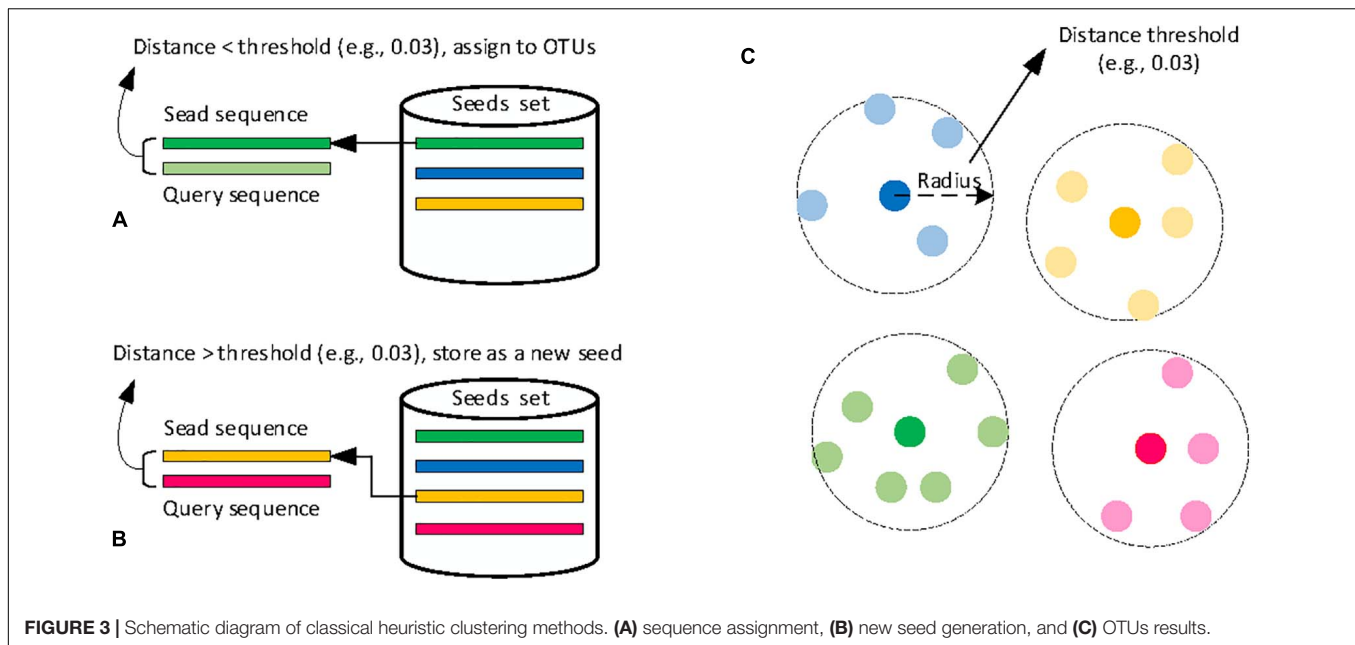 Distance < threshold (e.g., 0.03), assign to OTUs
Sead sequence
Query sequence
Seeds set
A
Distance > threshold (e.g., 0.03), store as a new seed
Sead sequence
Query sequence
Seeds set
B
C
Distance threshold
(e.g., 0.03)
Radius
FIGURE 3 | Schematic diagram of classical heuristic clustering methods. (A) sequence assignment, (B) new seed generation, and (C) OTUs results.